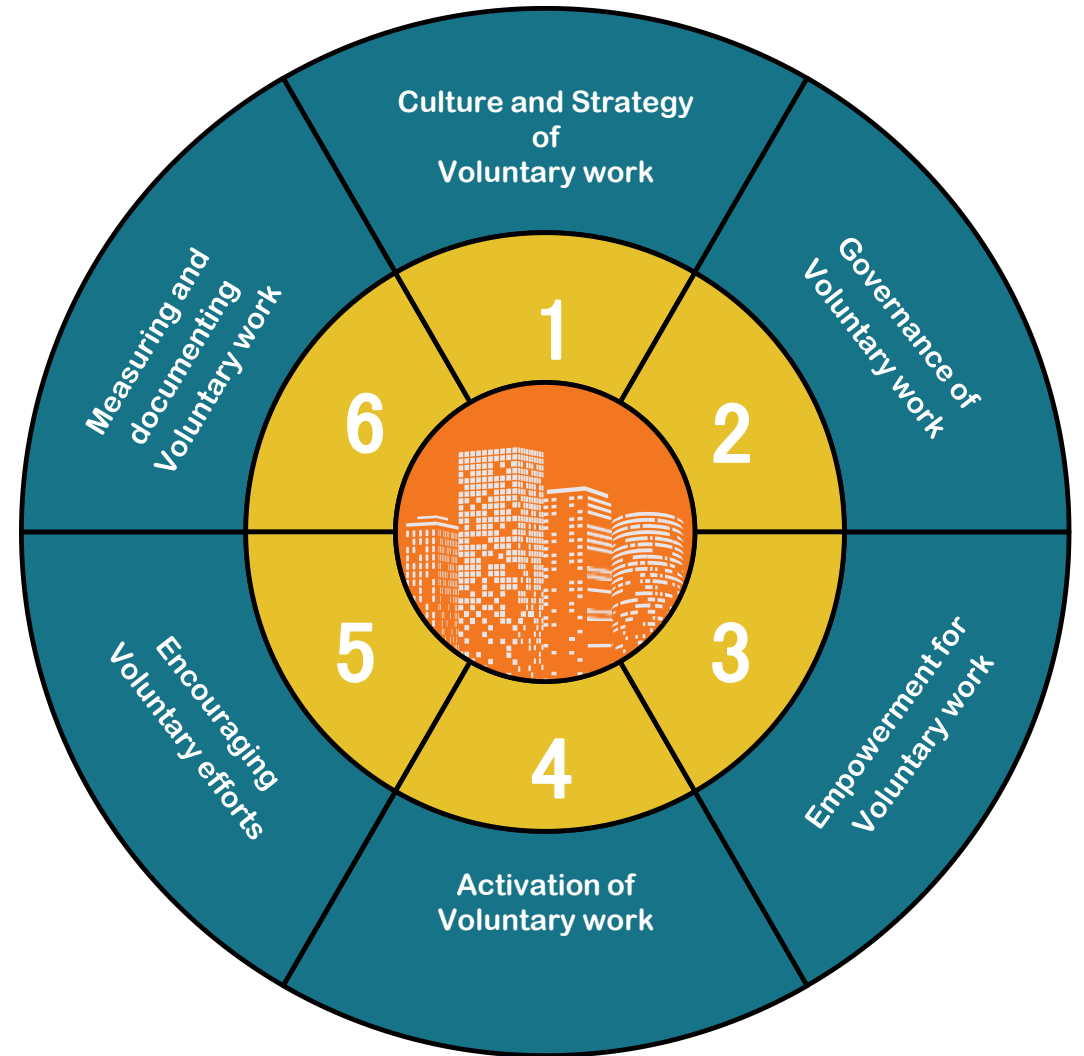 Culture and Strategy
of
Voluntary work
1
Governance of
Voluntary work
2
Empowerment for
Voluntary work
3
Activation of
Voluntary work
4
Encouraging
Voluntary efforts
5
Measuring and
documenting
Voluntary work
6